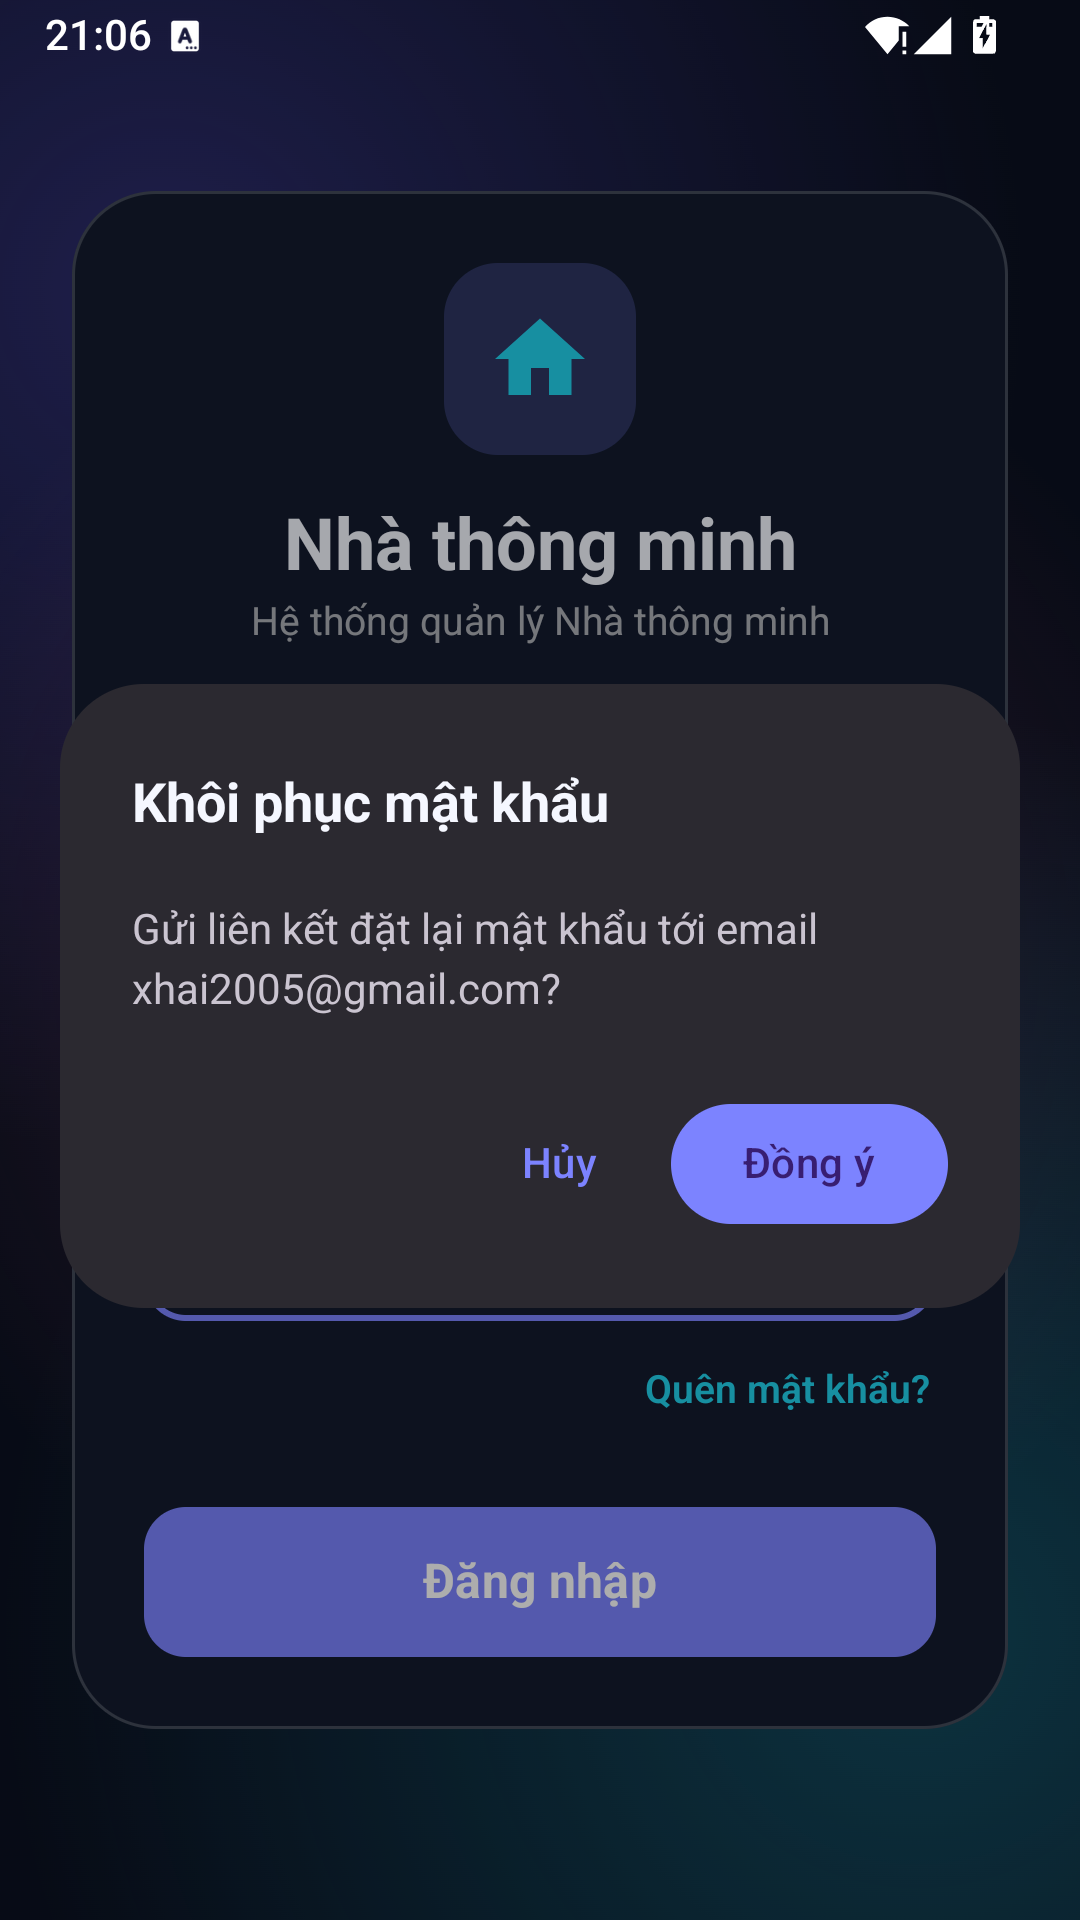 21:06
Nhà thông minh
Hệ thống quản lý Nhà thông minh
Khôi phục mật khẩu
Gửi liên kết đặt lại mật khẩu tới email
xhai2005@gmail.com?
Hủy
Đồng ý
Quên mật khẩu?
Đăng nhập